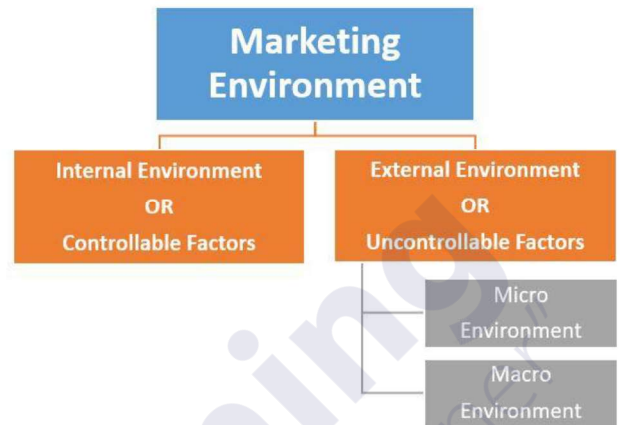 Marketing
Environment
Internal Environment
OR
Controllable Factors
External Environment
OR
Uncontrollable Factors
Micro
Environment
Macro
Environment